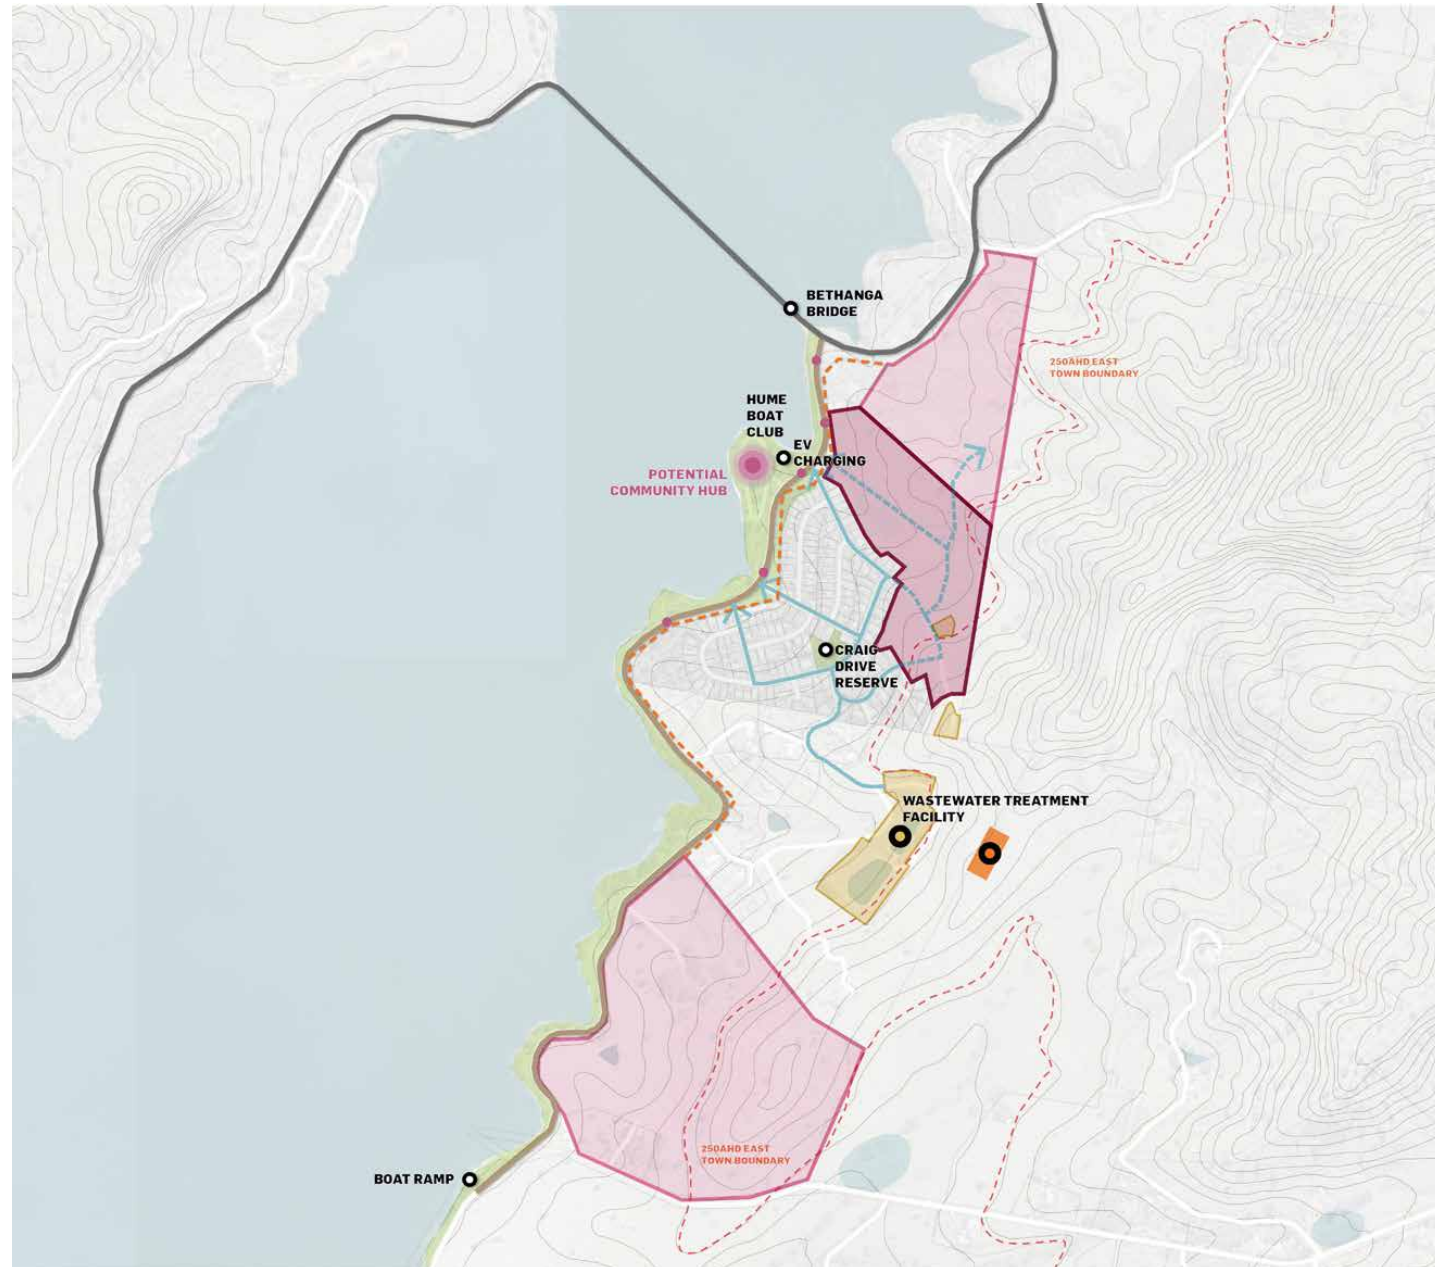 BETHANGA
BRIDGE
250AHD EAST
TOWN BOUNDARY
HUME
BOAT
CLUB
EV
CHARGING
POTENTIAL
COMMUNITY HUB
CRAIG
DRIVE
RESERVE
WASTEWATER TREATMENT
FACILITY
250AHD EAST
TOWN BOUNDARY
BOAT RAMP